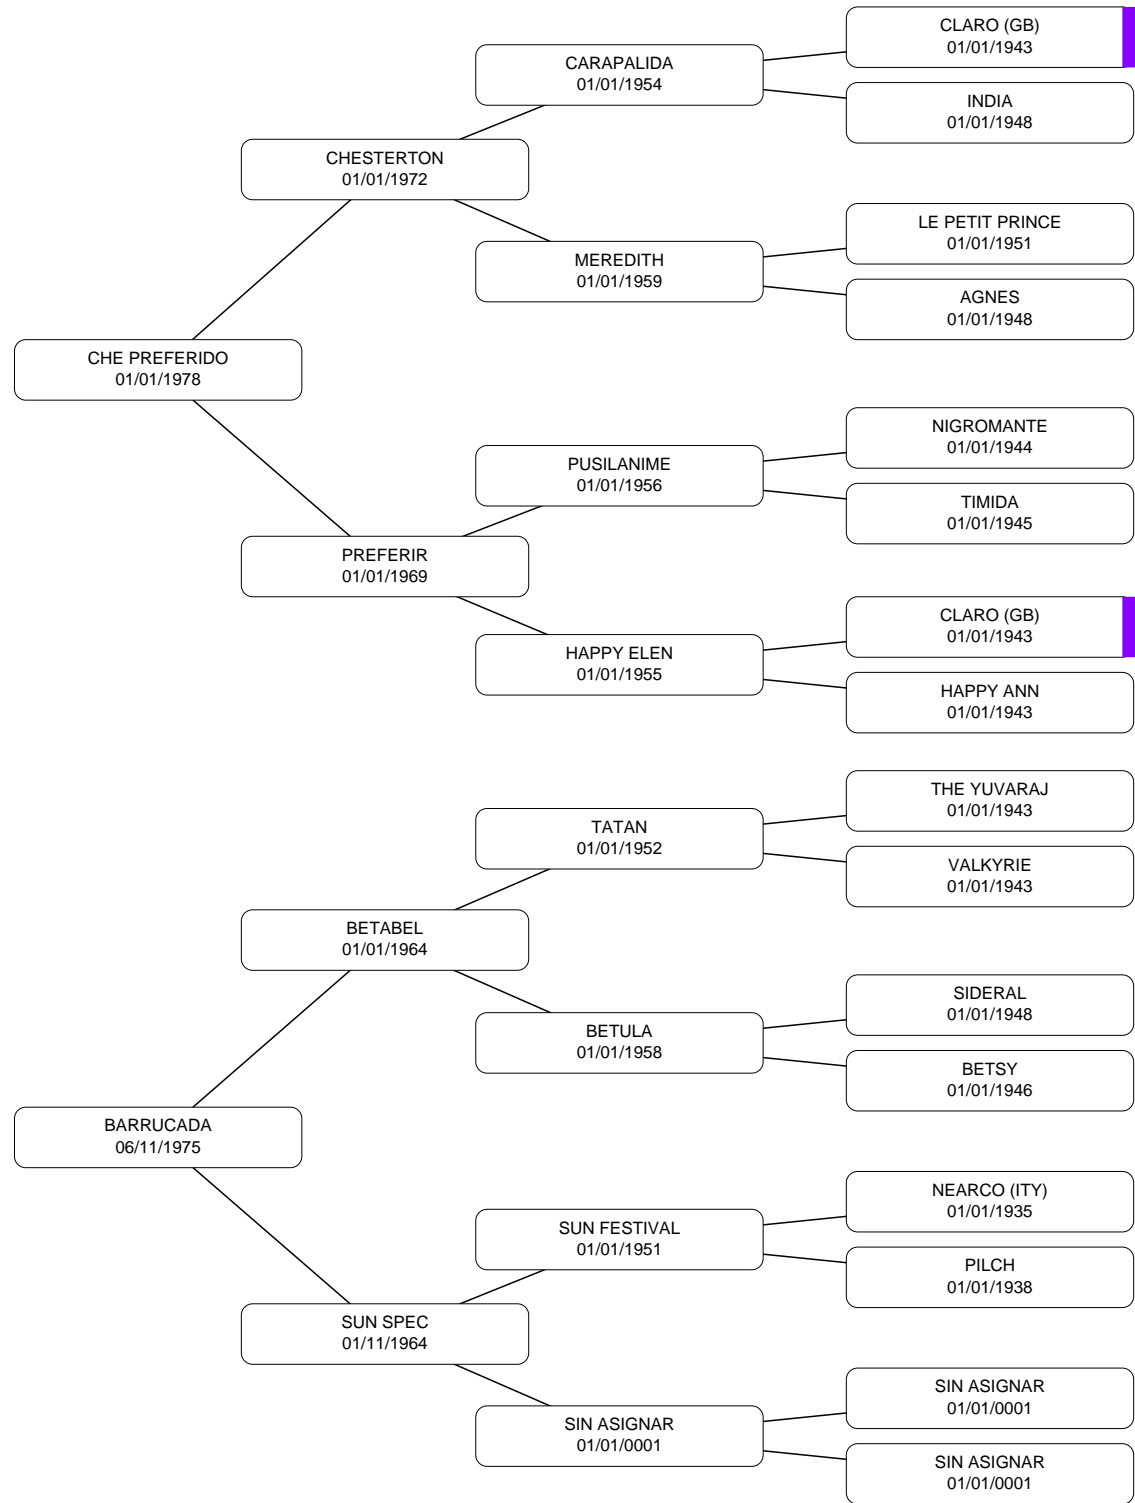 CLARO (GB)
01/01/1943
CARAPALIDA
01/01/1954
INDIA
01/01/1948
CHESTERTON
01/01/1972
LE PETIT PRINCE
01/01/1951
MEREDITH
01/01/1959
AGNES
01/01/1948
CHE PREFERIDO
01/01/1978
NIGROMANTE
01/01/1944
PUSILANIME
01/01/1956
TIMIDA
01/01/1945
PREFERIR
01/01/1969
CLARO (GB)
01/01/1943
HAPPY ELEN
01/01/1955
HAPPY ANN
01/01/1943
THE YUVARAJ
01/01/1943
TATAN
01/01/1952
VALKYRIE
01/01/1943
BETABEL
01/01/1964
SIDERAL
01/01/1948
BETULA
01/01/1958
BETSY
01/01/1946
BARRUCADA
06/11/1975
NEARCO (ITY)
01/01/1935
SUN FESTIVAL
01/01/1951
PILCH
01/01/1938
SUN SPEC
01/11/1964
SIN ASIGNAR
01/01/0001
SIN ASIGNAR
01/01/0001
SIN ASIGNAR
01/01/0001